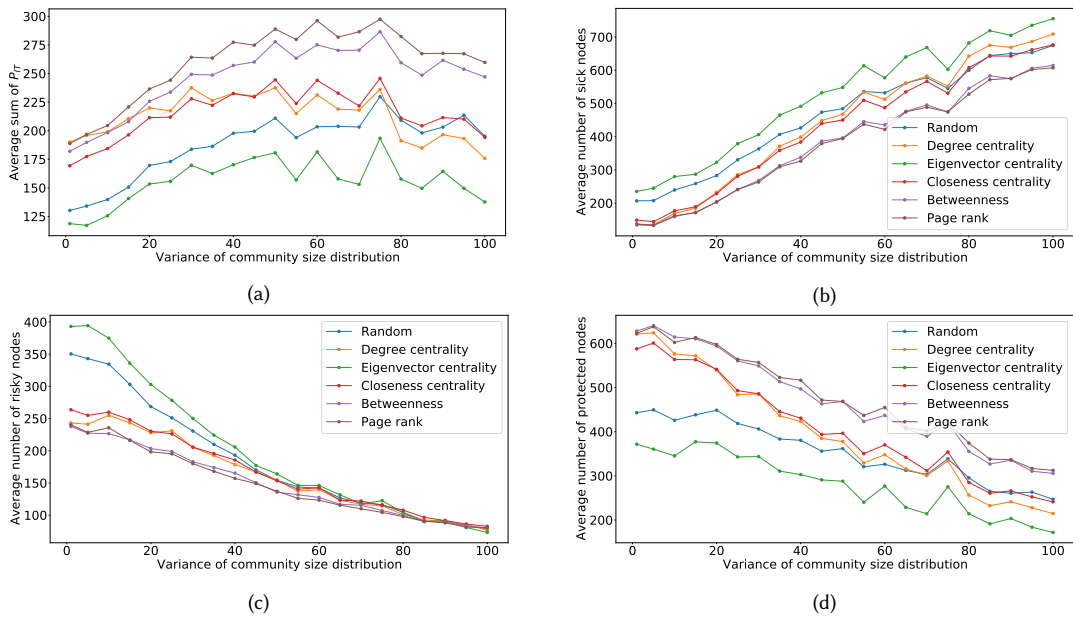 300
275
250
225
200
175
150
125
Average sum of P_IT
0 20 40 60 80 100
Variance of community size distribution
(a)
700
600
500
400
300
200
Average number of sick nodes
Random
Degree centrality
Eigenvector centrality
Closeness centrality
Betweenness
Page rank
0 20 40 60 80 100
Variance of community size distribution
(b)
400
350
300
250
200
150
100
Average number of risky nodes
Random
Degree centrality
Eigenvector centrality
Closeness centrality
Betweenness
Page rank
0 20 40 60 80 100
Variance of community size distribution
(c)
600
500
400
300
200
Average number of protected nodes
Random
Degree centrality
Eigenvector centrality
Closeness centrality
Betweenness
Page rank
0 20 40 60 80 100
Variance of community size distribution
(d)